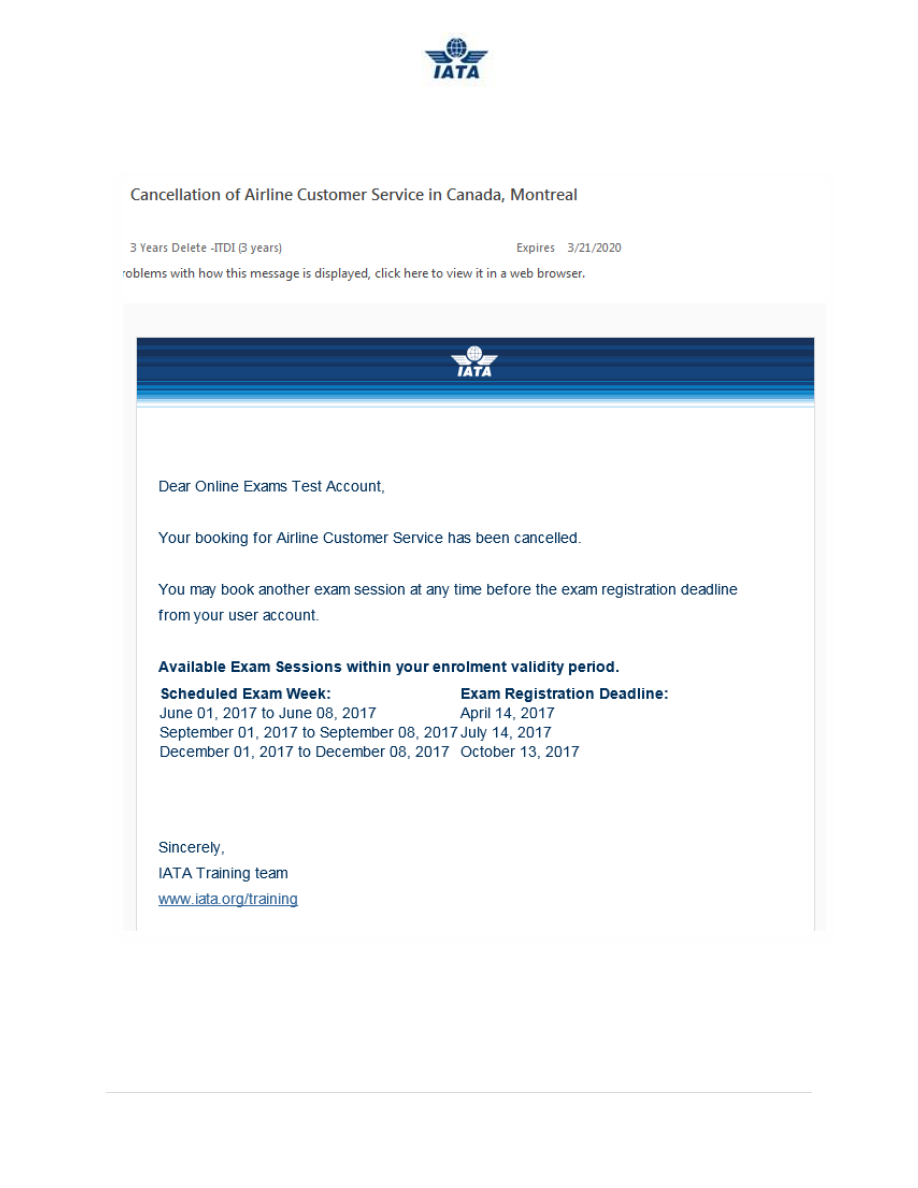 IATA
Cancellation of Airline Customer Service in Canada, Montreal
3 Years Delete -ITDI (3 years) Expires 3/21/2020
roblems with how this message is displayed, click here to view it in a web browser.
IATA
Dear Online Exams Test Account,
Your booking for Airline Customer Service has been cancelled.
You may book another exam session at any time before the exam registration deadline
from your user account.
Available Exam Sessions within your enrolment validity period.
Scheduled Exam Week: Exam Registration Deadline:
June 01, 2017 to June 08, 2017 April 14, 2017
September 01, 2017 to September 08, 2017 July 14, 2017
December 01, 2017 to December 08, 2017 October 13, 2017
Sincerely,
IATA Training team
www.iata.org/training